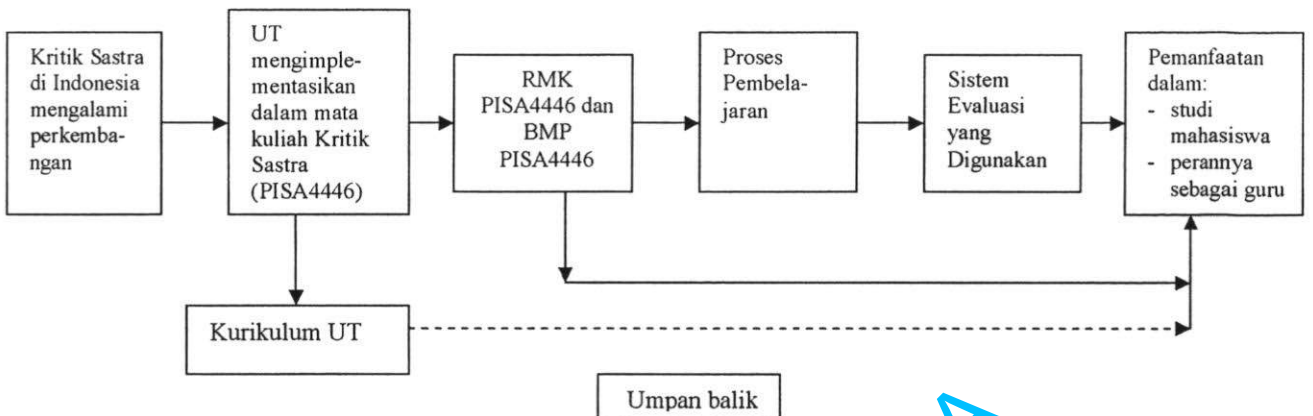 Kritik Sastra
di Indonesia
mengalami
perkemba-
ngan
UT
mengimple-
mentasikan
dalam mata
kuliah Kritik
Sastra
(PISA4446)
RMK
PISA4446 dan
BMP
PISA4446
Proses
Pembela-
jaran
Sistem
Evaluasi
yang
Digunakan
Pemanfaatan
dalam:
- studi
mahasiswa
- perannya
sebagai guru
Kurikulum UT
Umpan balik